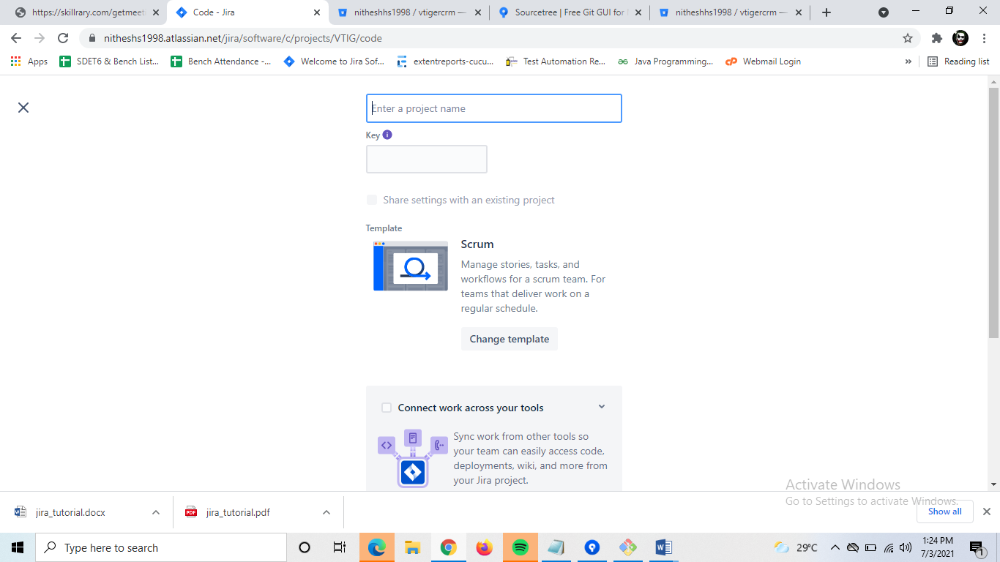 https://skillrary.com/getmeet
Code - Jira
nitheshhs1998 / vtigercrm —
Sourcetree | Free Git GUI for
nitheshhs1998 / vtigercrm —
nitheshs1998.atlassian.net/jira/software/c/projects/VTIG/code
Apps
SDET6 & Bench List...
Bench Attendance -...
Welcome to Jira Sof...
extentreports-cucu...
Test Automation Re...
Java Programming...
Webmail Login
»
Reading list
Enter a project name
Key
Share settings with an existing project
Template
Scrum
Manage stories, tasks, and
workflows for a scrum team. For
teams that deliver work on a
regular schedule.
Change template
Connect work across your tools
Sync work from other tools so
your team can easily access code,
deployments, wiki, and more from
your Jira project.
Activate Windows
Go to Settings to activate Windows.
jira_tutorial.docx
PDF
jira_tutorial.pdf
Show all
Type here to search
29°C
1:24 PM
7/3/2021
1